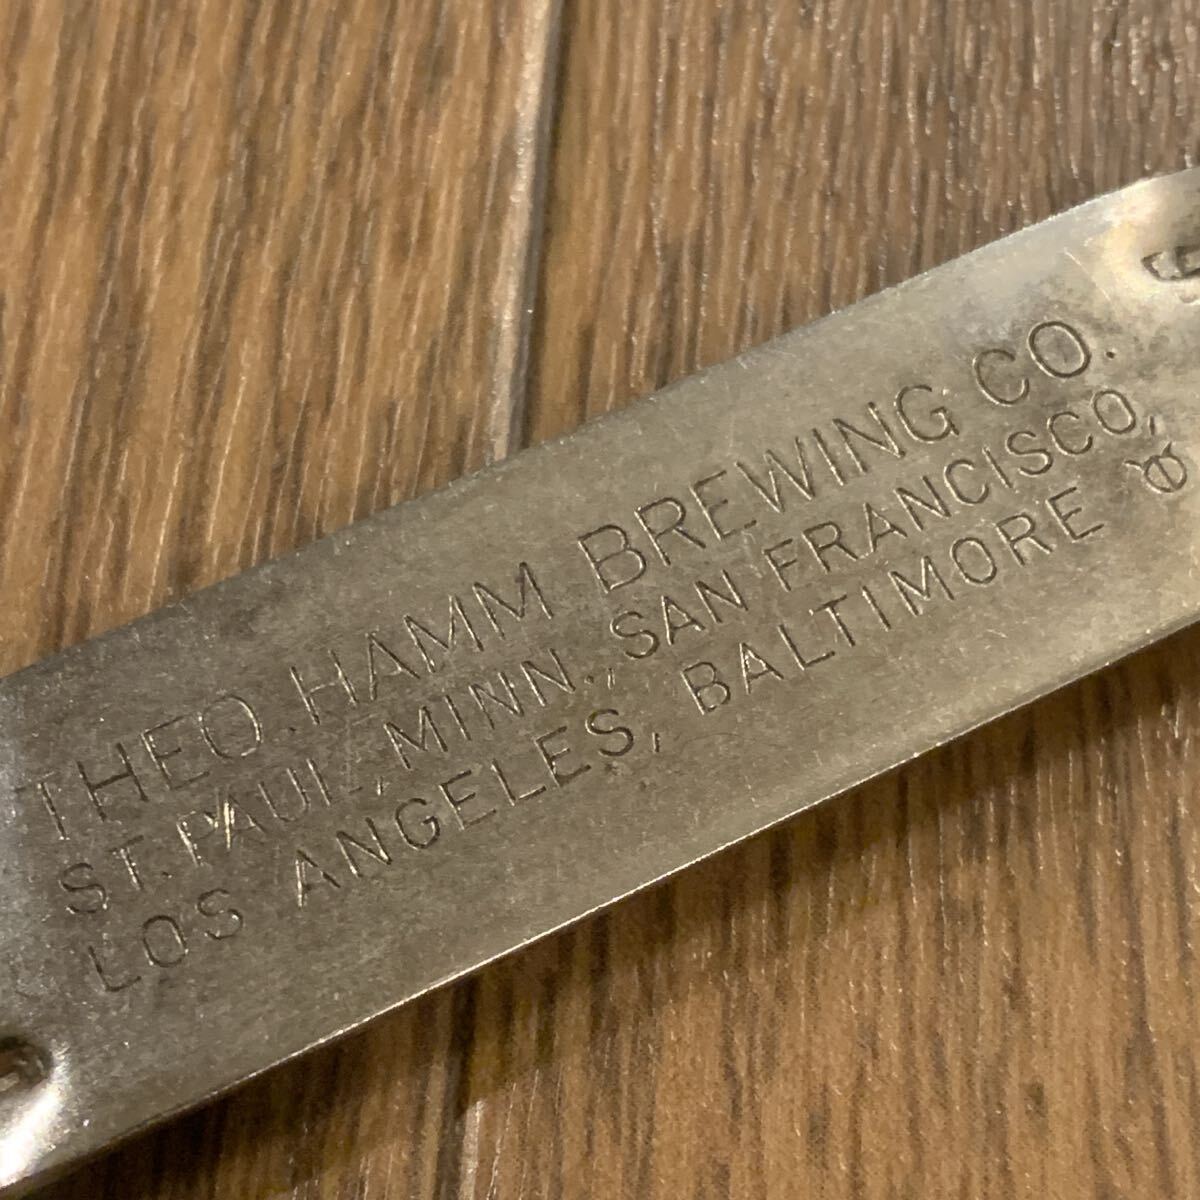 THEO. HAMM BREWING CO.
ST. PAUL, MINN., SAN FRANCISCO,
LOS ANGELES, BALTIMORE &